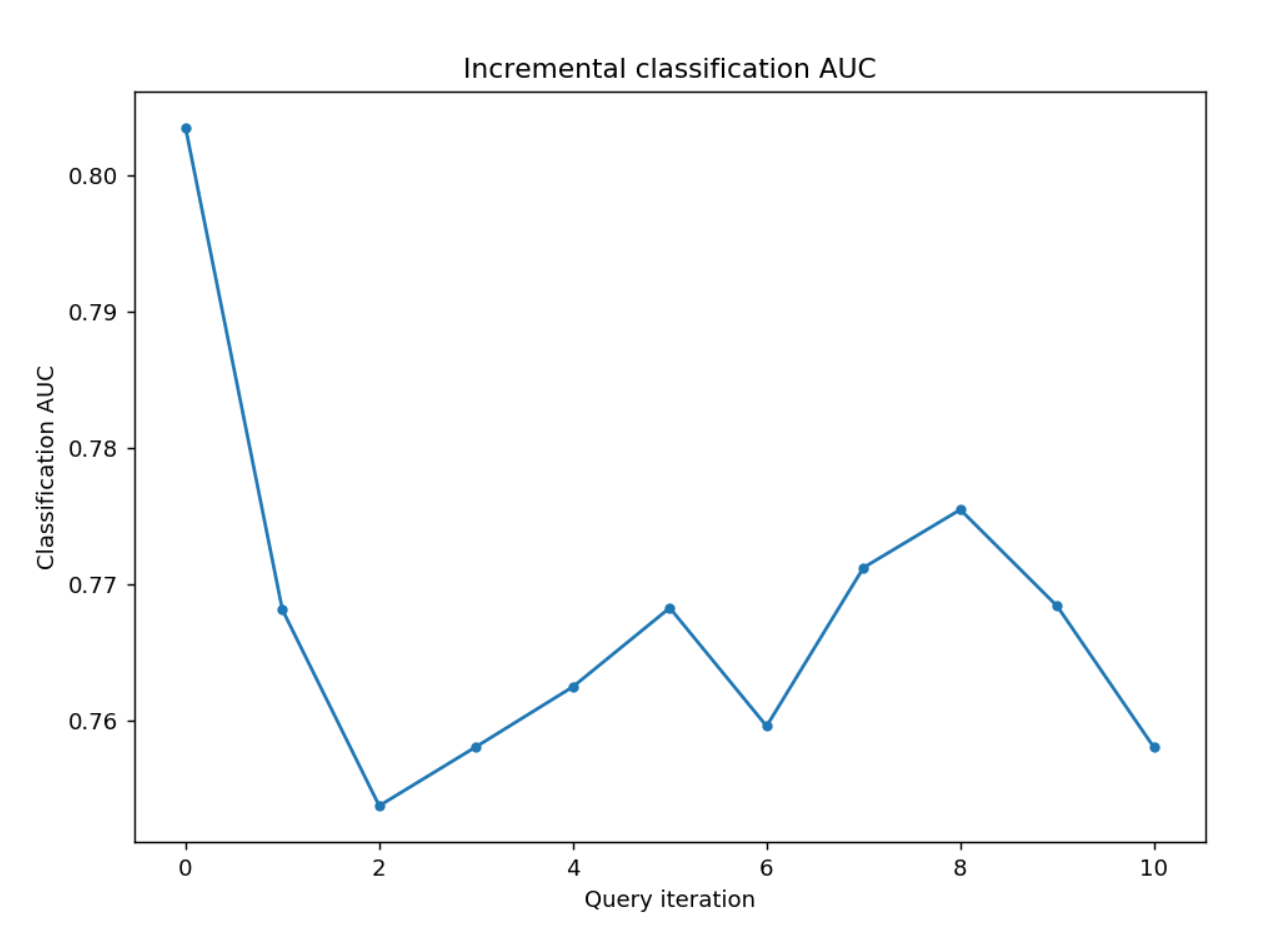 Incremental classification AUC
0.80
0.79
0.78
0.77
0.76
Classification AUC
0 2 4 6 8 10
Query iteration